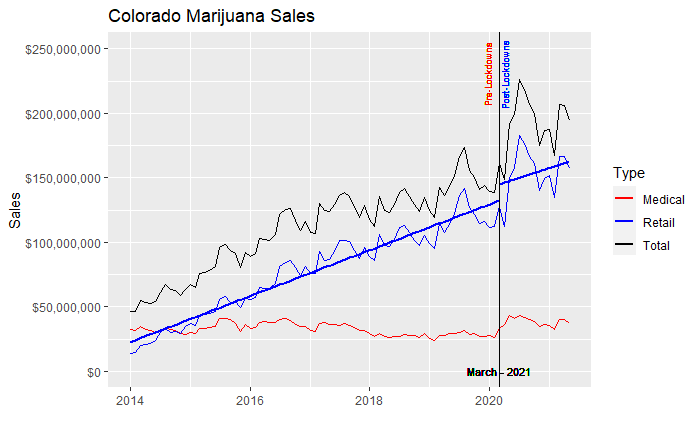 Colorado Marijuana Sales
$250,000,000
$200,000,000
$150,000,000
$100,000,000
$50,000,000
$0
Sales
Pre-Lockdowns
Post-Lockdowns
March - 2021
2014
2016
2018
2020
Type
Medical
Retail
Total